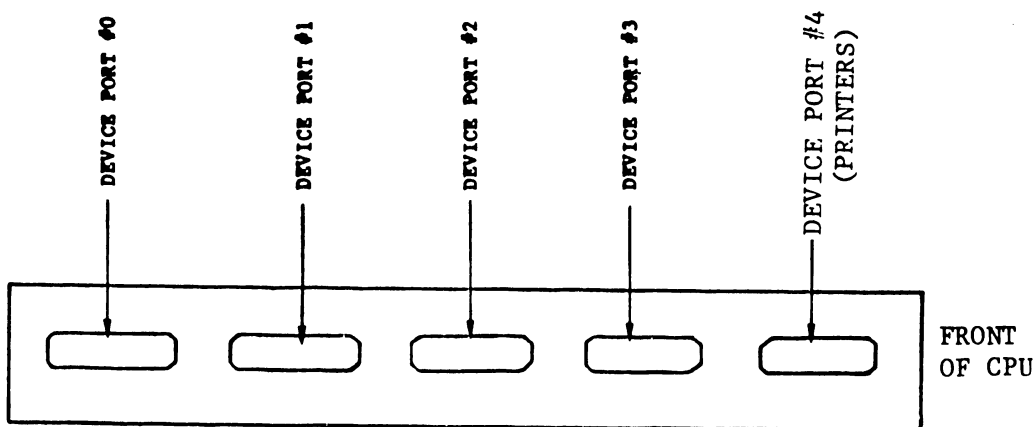 DEVICE PORT #0
DEVICE PORT #1
DEVICE PORT #2
DEVICE PORT #3
DEVICE PORT #4
(PRINTERS)
FRONT
OF CPU